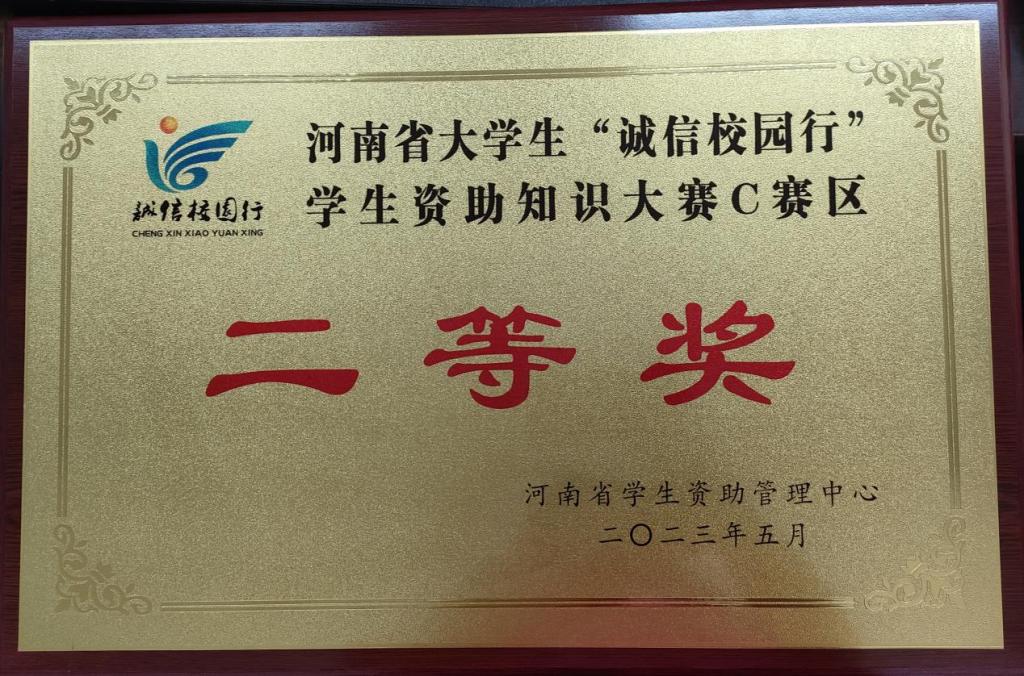 誠信校园行
CHENG XIN XIAO YUAN XING
河南省大学生“诚信校园行”
学生资助知识大赛C赛区
二等奖
河南省学生资助管理中心
二〇二三年五月